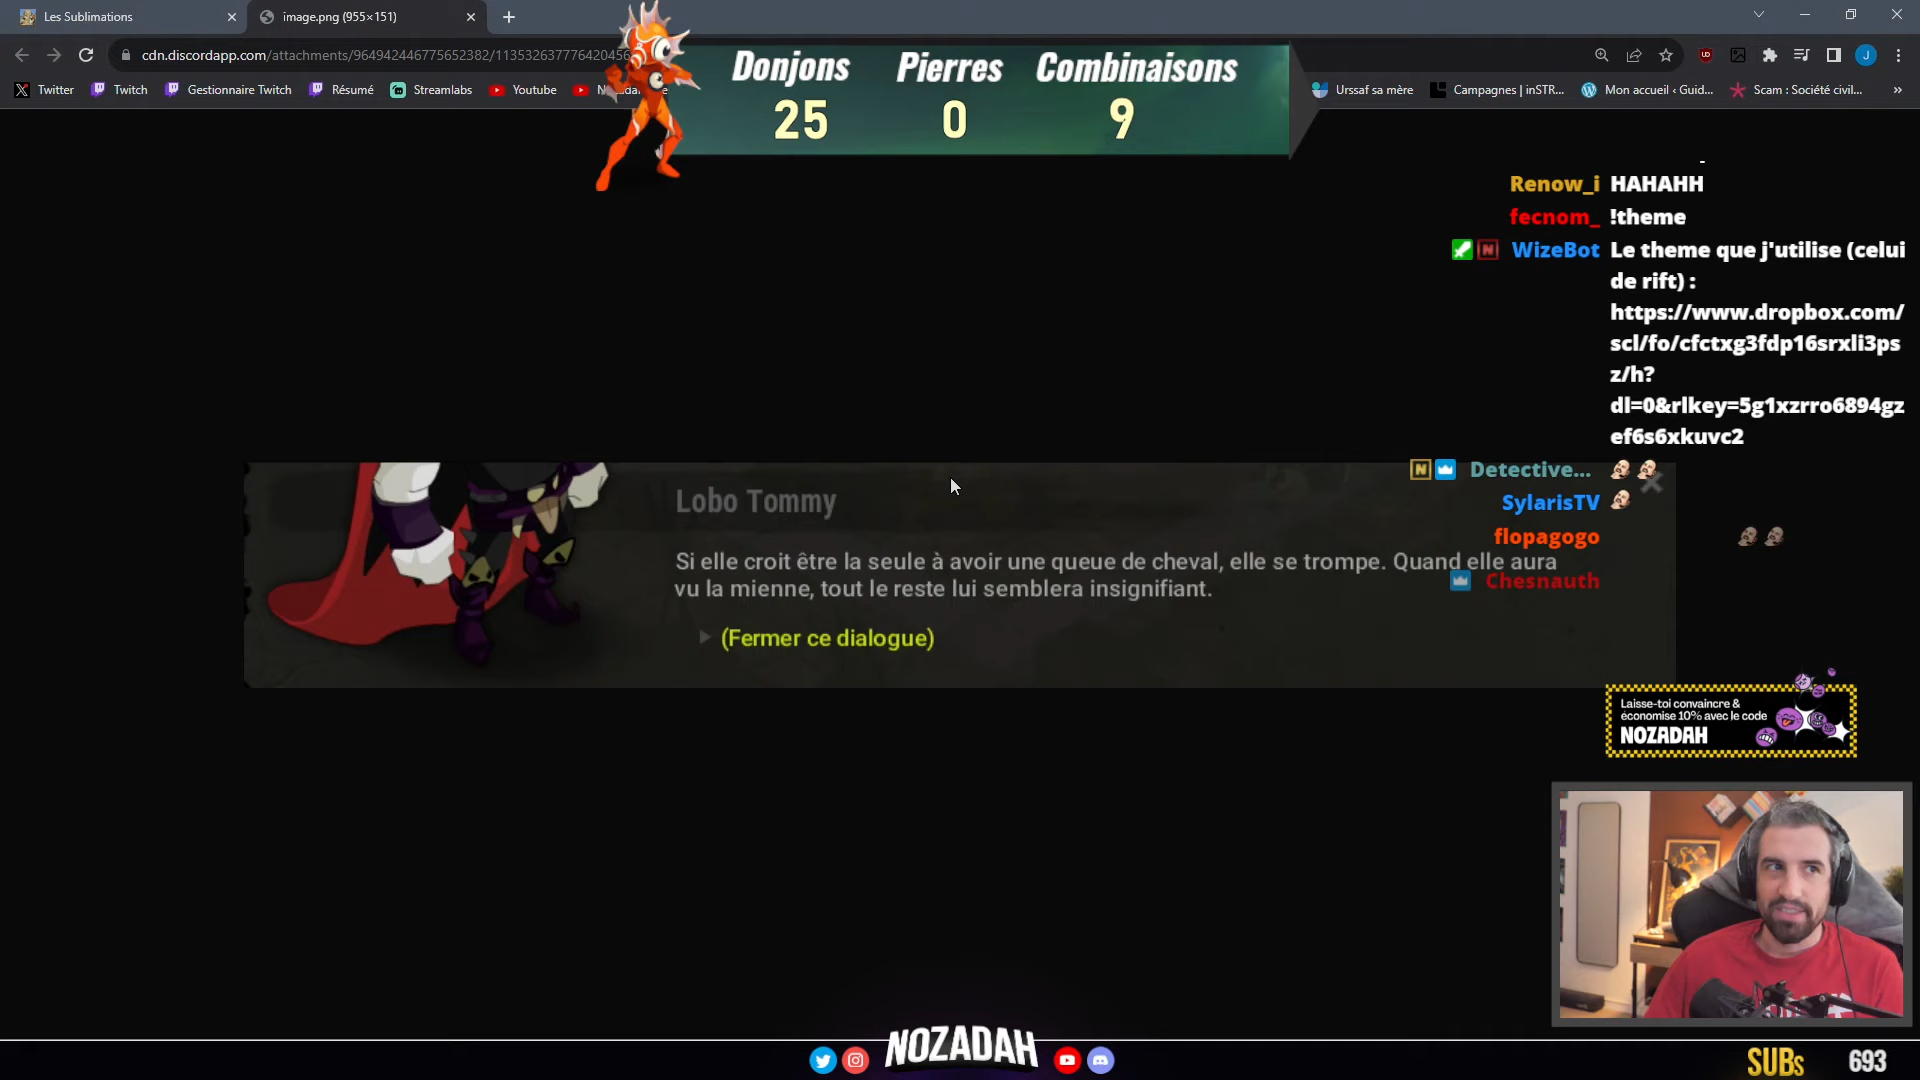 Les Sublimations
image.png (955×151)
cdn.discordapp.com/attachments/964942446775652382/11353263777642045
Twitter
Twitch
Gestionnaire Twitch
Résumé
Streamlabs
Youtube
Urssaf sa mère
Campagnes | inSTR...
Mon accueil ‹ Guid...
Scam : Société civil...
»
Donjons Pierres Combinaisons
25 0 9
Renow_i HAHAHH
fecnom_ !theme
WizeBot Le theme que j'utilise (celui
de rift) :
https://www.dropbox.com/
scl/fo/cfctxg3fdp16srxli3ps
z/h?
dl=0&rlkey=5g1xzrro6894gz
ef6s6xkuvc2
Detective...
SylarisTV
flopagogo
Chesnauth
Lobo Tommy
Si elle croit être la seule à avoir une queue de cheval, elle se trompe. Quand elle aura
vu la mienne, tout le reste lui semblera insignifiant.
(Fermer ce dialogue)
Laisse-toi convaincre &
économise 10% avec le code
NOZADAH
NOZADAH
SUBs 693